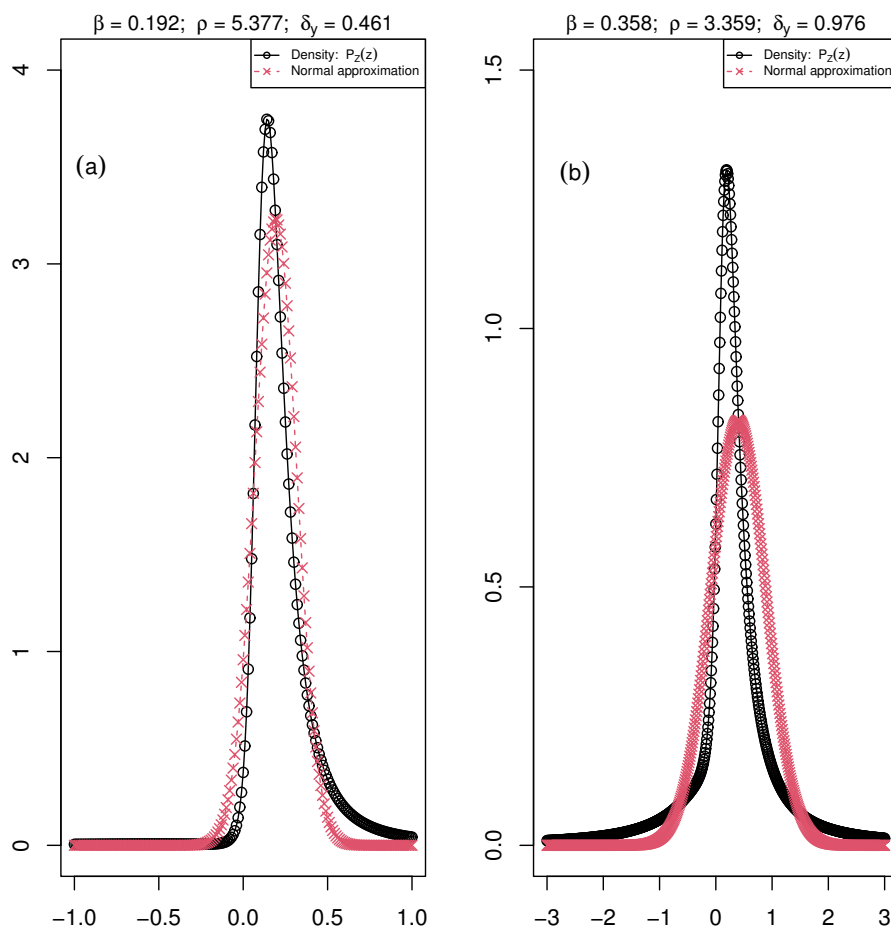 β = 0.192; ρ = 5.377; δy = 0.461
Density: PZ(z)
Normal approximation
(a)
4
3
2
1
0
−1.0 −0.5 0.0 0.5 1.0
β = 0.358; ρ = 3.359; δy = 0.976
Density: PZ(z)
Normal approximation
(b)
1.5
1.0
0.5
0.0
−3 −2 −1 0 1 2 3